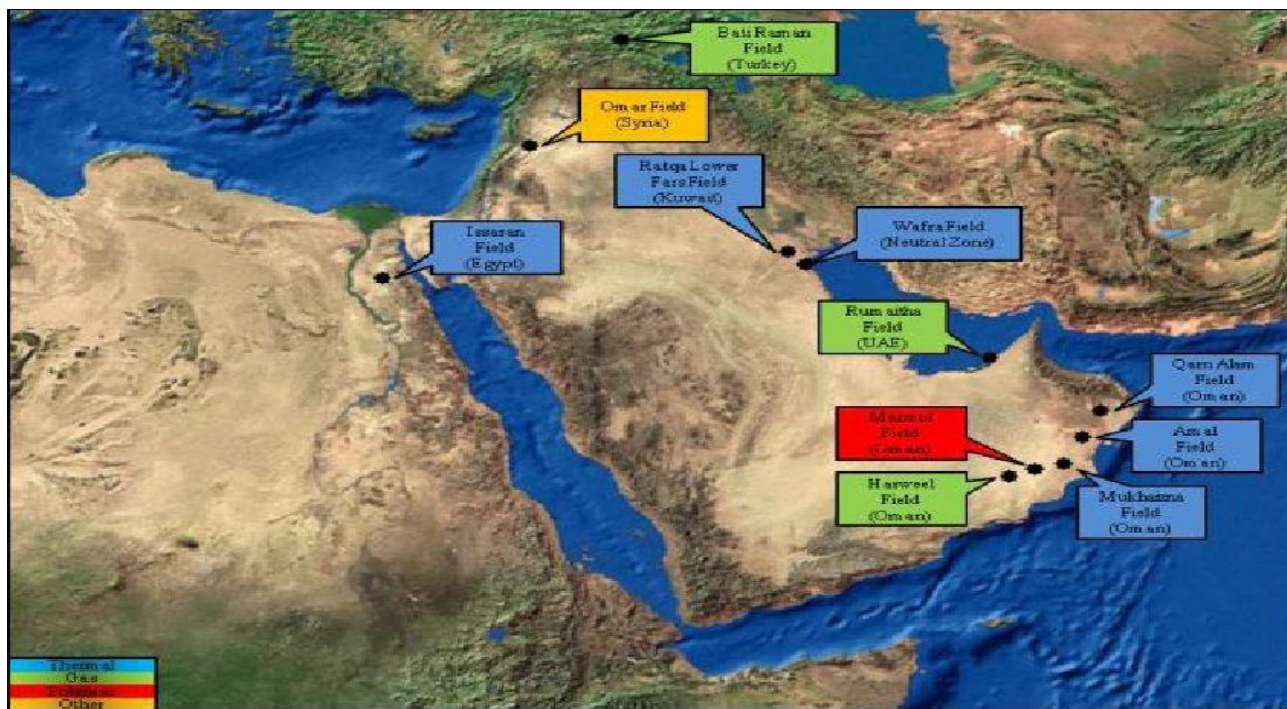 Bati Raman
Field
(Turkey)
Omar Field
(Syria)
Ratqa Lower
Fars Field
(Kuwait)
Wafra Field
(Neutral Zone)
Issaran
Field
(Egypt)
Rumaitha
Field
(UAE)
Qarn Alam
Field
(Oman)
Marmol
Field
(Oman)
Amal
Field
(Oman)
Harweel
Field
(Oman)
Mukhaizna
Field
(Oman)
Thermal
Gas
Polymer
Other